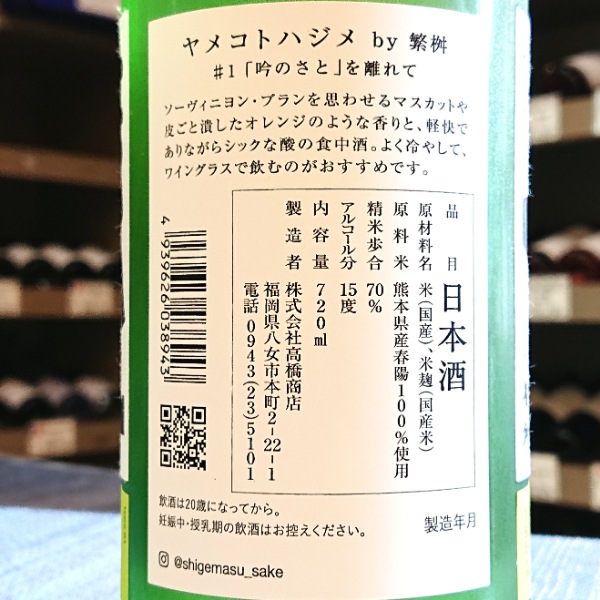 ヤメコトハジメ by 繁桝
#1「吟のさと」を離れて
ソーヴィニヨン・ブランを思わせるマスカットや
皮ごと潰したオレンジのような香りと、軽快で
ありながらシックな酸の食中酒。よく冷やして、
ワイングラスで飲むのがおすすめです。
品目 日本酒
原材料名 米(国産)、米麹(国産米)
原料米 熊本県産春陽100%使用
精米歩合 70%
アルコール分 15度
内容量 720ml
製造者 株式会社高橋商店
福岡県八女市本町2-22-1
電話 0943(23)5101
4 939626 038943
飲酒は20歳になってから。
妊娠中・授乳期の飲酒はお控えください。
製造年月
@shigemasu_sake